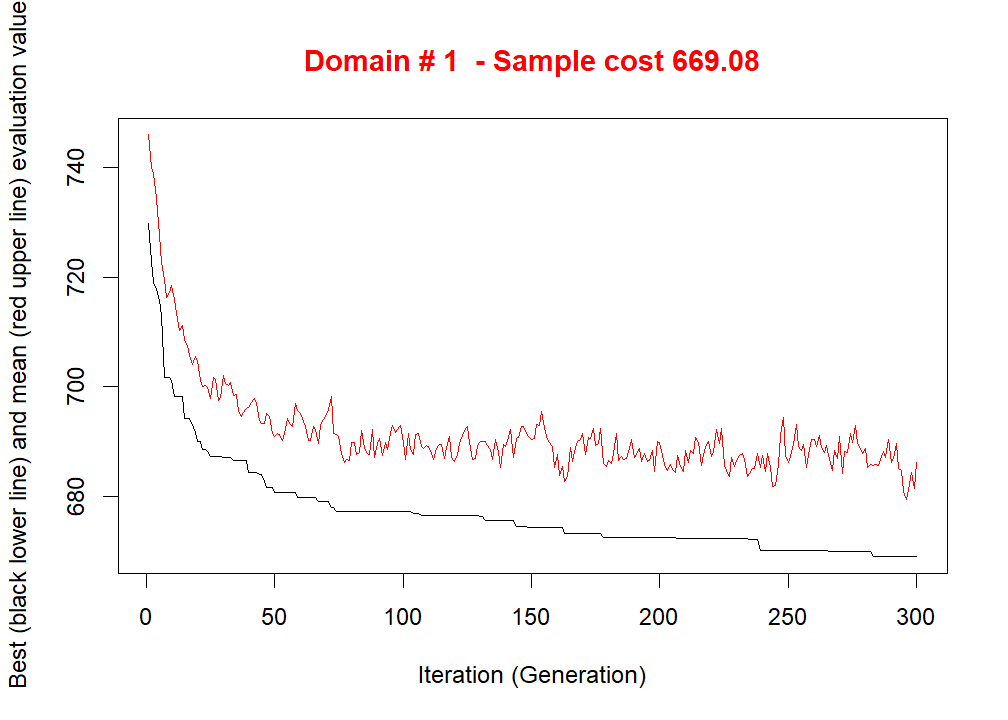 Domain # 1  - Sample cost 669.08
Best (black lower line) and mean (red upper line) evaluation value
740
720
700
680
0 50 100 150 200 250 300
Iteration (Generation)